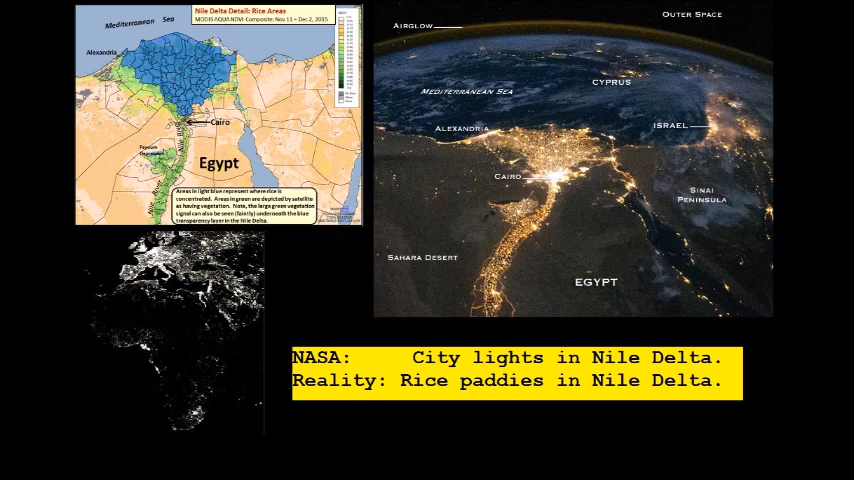 Nile Delta Detail: Rice Areas
MODIS AQUA NDVI Composite: Nov 11 – Dec 2, 2015
Mediterranean Sea
Alexandria
Cairo
Nile River
Fayoum
Depression
Egypt
Areas in light blue represent where rice is
concentrated. Areas in green are depicted by satellite
as having vegetation. Note, the large green vegetation
signal can also be seen (faintly) underneath the blue
transparency layer in the Nile Delta.
AIRGLOW
OUTER SPACE
CYPRUS
MEDITERRANEAN SEA
ALEXANDRIA
ISRAEL
CAIRO
SINAI
PENINSULA
SAHARA DESERT
EGYPT
NASA: City lights in Nile Delta.
Reality: Rice paddies in Nile Delta.